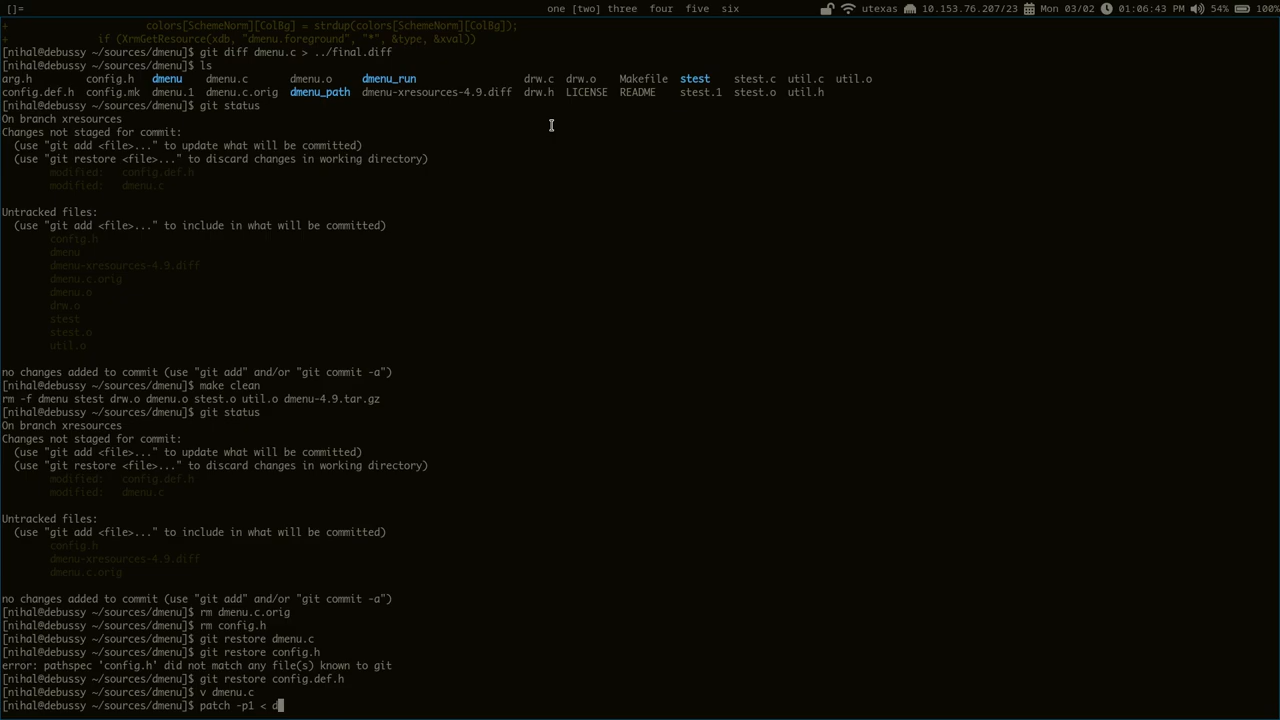 []= one [two] three four five six utexas 10.153.76.207/23 Mon 03/02 01:06:43 PM 54% 100%
+ colors[SchemeNorm][ColBg] = strdup(colors[SchemeNorm][ColBg]);
+ if (XrmGetResource(xdb, "dmenu.foreground", "*", &type, &xval))
[nihal@debussy ~/sources/dmenu]$ git diff dmenu.c > ../final.diff
[nihal@debussy ~/sources/dmenu]$ ls
arg.h config.h dmenu dmenu.c dmenu.o dmenu_run drw.c drw.o Makefile stest stest.c util.c util.o
config.def.h config.mk dmenu.1 dmenu.c.orig dmenu_path dmenu-xresources-4.9.diff drw.h LICENSE README stest.1 stest.o util.h
[nihal@debussy ~/sources/dmenu]$ git status
On branch xresources
Changes not staged for commit:
(use "git add <file>..." to update what will be committed)
(use "git restore <file>..." to discard changes in working directory)
modified: config.def.h
modified: dmenu.c
Untracked files:
(use "git add <file>..." to include in what will be committed)
config.h
dmenu
dmenu-xresources-4.9.diff
dmenu.c.orig
dmenu.o
drw.o
stest
stest.o
util.o
no changes added to commit (use "git add" and/or "git commit -a")
[nihal@debussy ~/sources/dmenu]$ make clean
rm -f dmenu stest drw.o dmenu.o stest.o util.o dmenu-4.9.tar.gz
[nihal@debussy ~/sources/dmenu]$ git status
On branch xresources
Changes not staged for commit:
(use "git add <file>..." to update what will be committed)
(use "git restore <file>..." to discard changes in working directory)
modified: config.def.h
modified: dmenu.c
Untracked files:
(use "git add <file>..." to include in what will be committed)
config.h
dmenu-xresources-4.9.diff
dmenu.c.orig
no changes added to commit (use "git add" and/or "git commit -a")
[nihal@debussy ~/sources/dmenu]$ rm dmenu.c.orig
[nihal@debussy ~/sources/dmenu]$ rm config.h
[nihal@debussy ~/sources/dmenu]$ git restore dmenu.c
[nihal@debussy ~/sources/dmenu]$ git restore config.h
error: pathspec 'config.h' did not match any file(s) known to git
[nihal@debussy ~/sources/dmenu]$ git restore config.def.h
[nihal@debussy ~/sources/dmenu]$ v dmenu.c
[nihal@debussy ~/sources/dmenu]$ patch -p1 < d